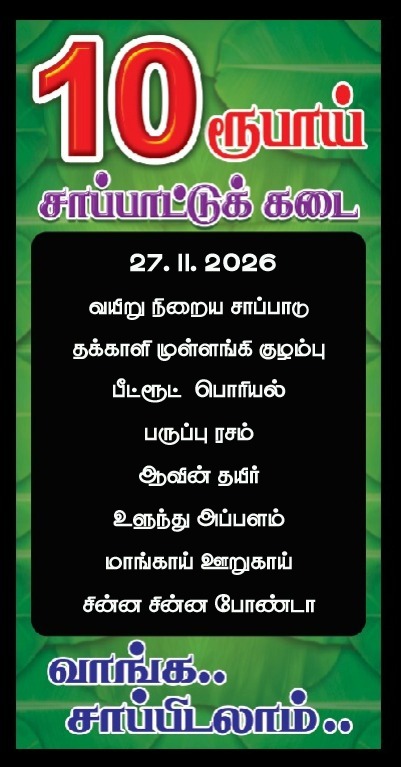 10 ரூபாய்
சாப்பாட்டுக் கடை
27. 11. 2026
வயிறு நிறைய சாப்பாடு
தக்காளி முள்ளங்கி குழம்பு
பீட்ரூட் பொரியல்
பருப்பு ரசம்
ஆவின் தயிர்
உளுந்து அப்பளம்
மாங்காய் ஊறுகாய்
சின்ன சின்ன போண்டா
வாங்க..
சாப்பிடலாம்..